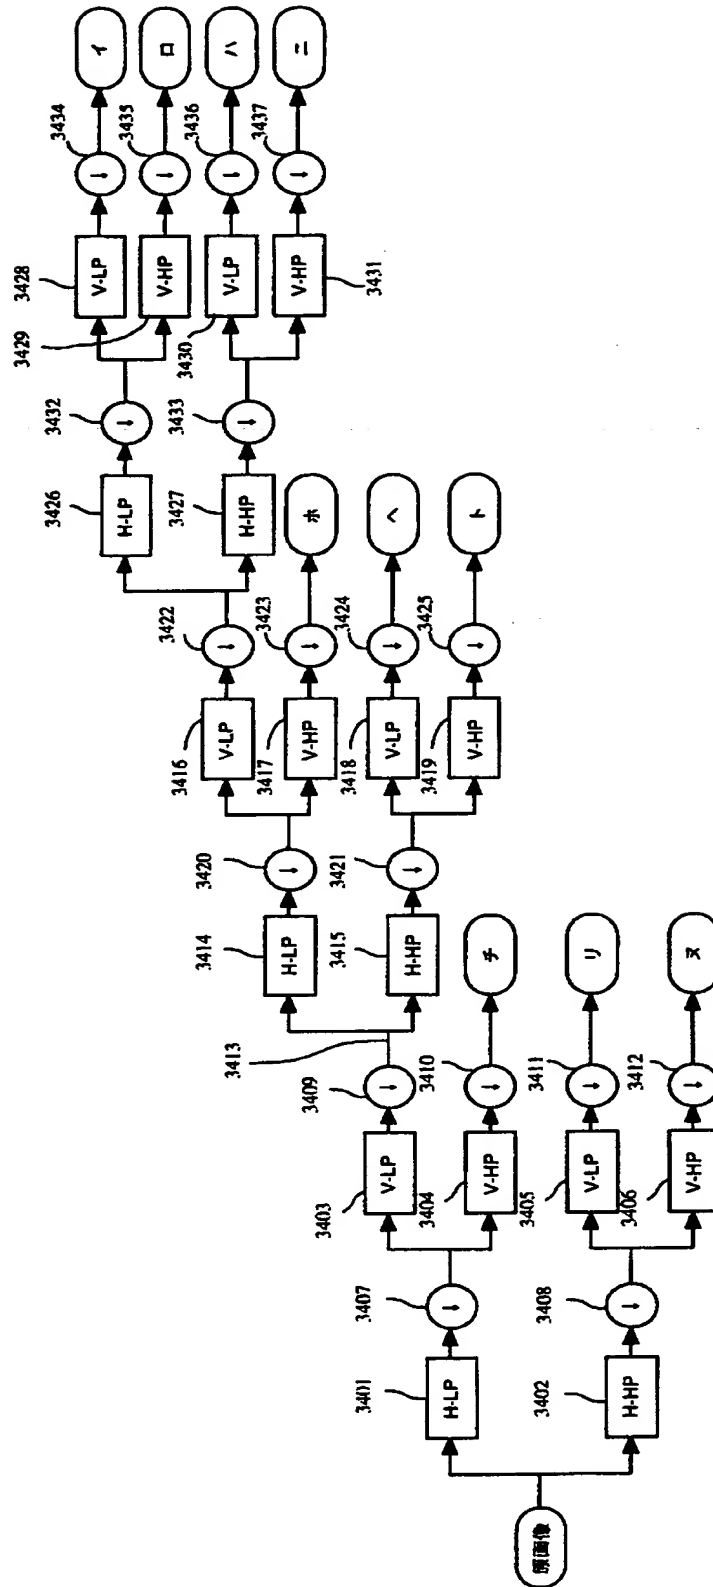 原画像
3401
H-LP
3402
H-HP
3407
↓
3408
↓
3403
V-LP
3404
V-HP
3405
V-LP
3406
V-HP
3409
↓
3410
↓
3411
↓
3412
↓
3413
チ
リ
ヌ
3414
H-LP
3415
H-HP
3420
↓
3421
↓
3416
V-LP
3417
V-HP
3418
V-LP
3419
V-HP
3422
↓
3423
↓
3424
↓
3425
↓
ホ
ヘ
ト
3426
H-LP
3427
H-HP
3432
↓
3433
↓
3428
V-LP
3429
V-HP
3430
V-LP
3431
V-HP
3434
↓
3435
↓
3436
↓
3437
↓
イ
ロ
ハ
ニ